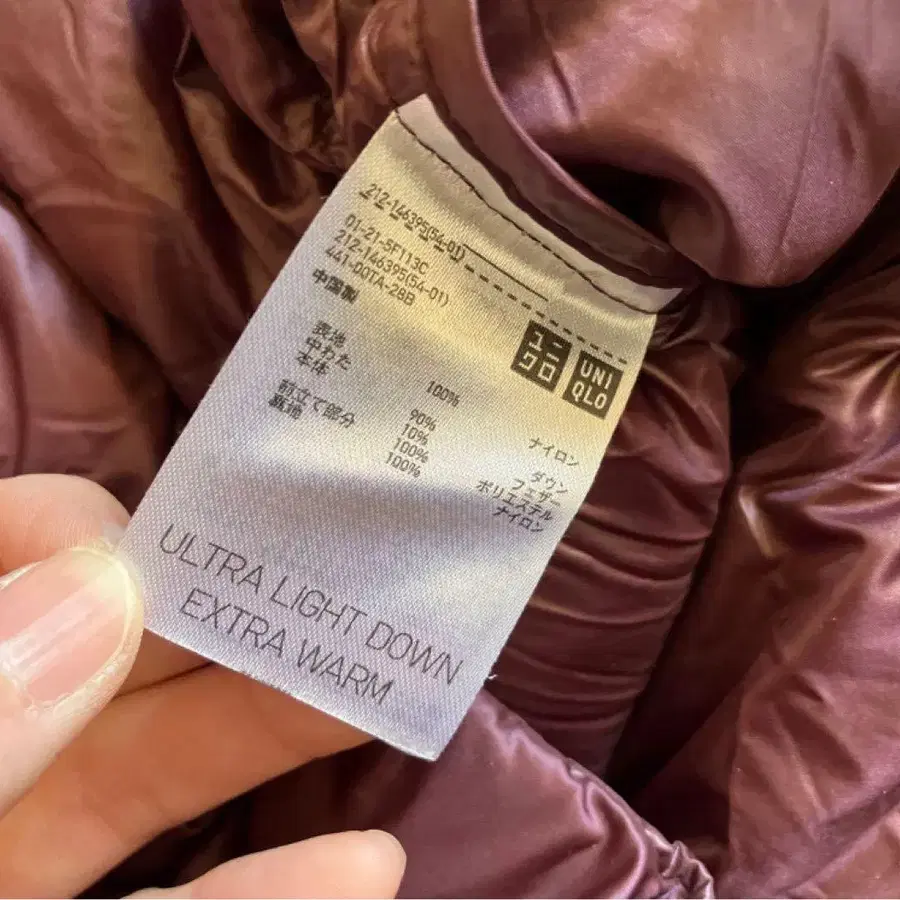 212-146395(54-01)
01-21-5F113C
212-146395(54-01)
441-00TA-28B
中国製
ユニ
クロ
UNI
QLO
表地 100% ナイロン
中わた
本体 90% ダウン
10% フェザー
前立て部分 100% ポリエステル
裏地 100% ナイロン
ULTRA LIGHT DOWN
EXTRA WARM